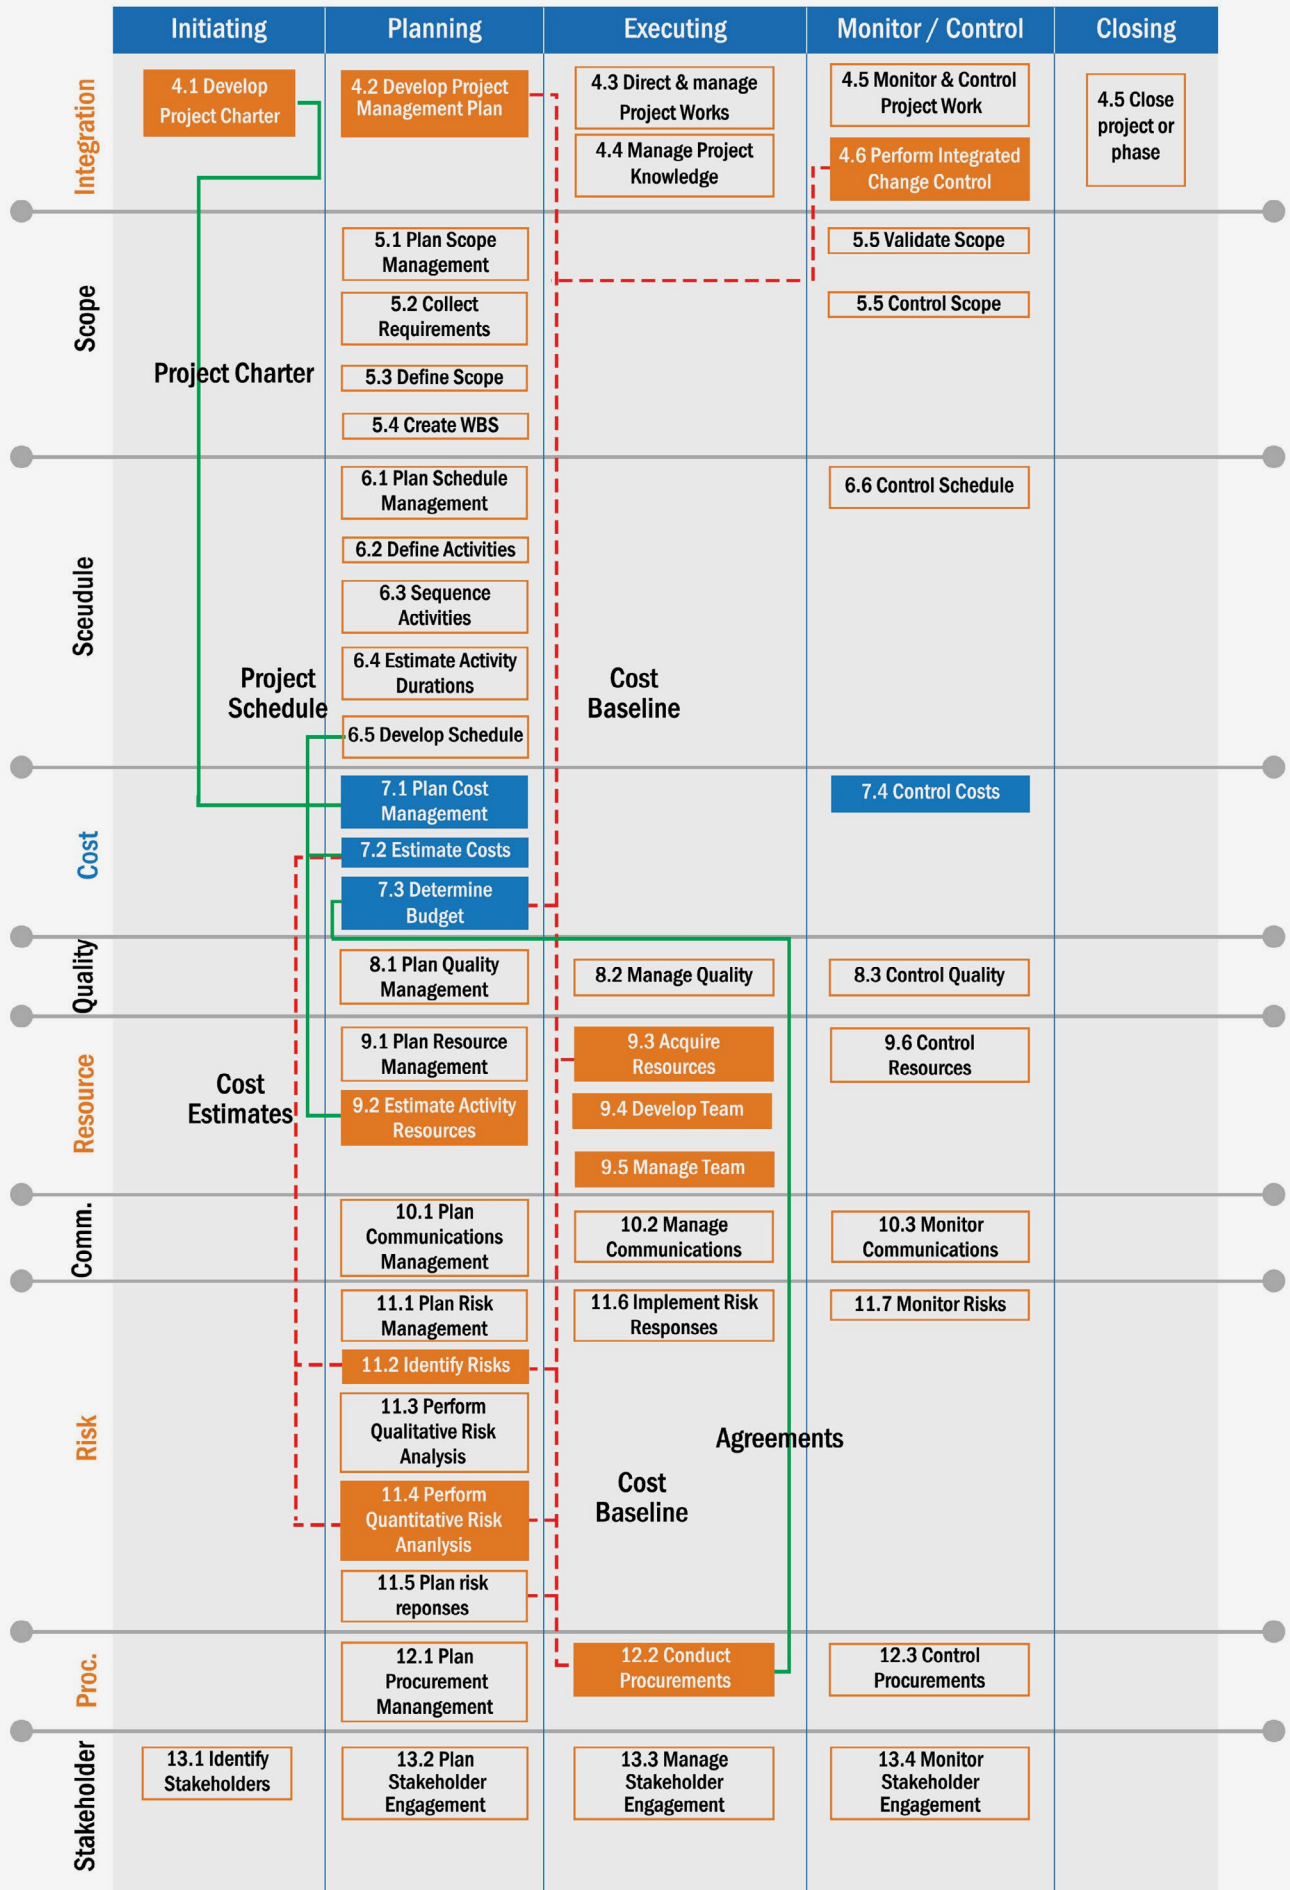 Initiating
Planning
Executing
Monitor / Control
Closing
Integration
4.1 Develop
Project Charter
4.2 Develop Project
Management Plan
4.3 Direct & manage
Project Works
4.4 Manage Project
Knowledge
4.5 Monitor & Control
Project Work
4.6 Perform Integrated
Change Control
4.5 Close
project or
phase
Scope
Project Charter
5.1 Plan Scope
Management
5.2 Collect
Requirements
5.3 Define Scope
5.4 Create WBS
5.5 Validate Scope
5.5 Control Scope
Sceudule
Project
Schedule
6.1 Plan Schedule
Management
6.2 Define Activities
6.3 Sequence
Activities
6.4 Estimate Activity
Durations
6.5 Develop Schedule
Cost
Baseline
6.6 Control Schedule
Cost
7.1 Plan Cost
Management
7.2 Estimate Costs
7.3 Determine
Budget
7.4 Control Costs
Quality
8.1 Plan Quality
Management
8.2 Manage Quality
8.3 Control Quality
Resource
Cost
Estimates
9.1 Plan Resource
Management
9.2 Estimate Activity
Resources
9.3 Acquire
Resources
9.4 Develop Team
9.5 Manage Team
9.6 Control
Resources
Comm.
10.1 Plan
Communications
Management
10.2 Manage
Communications
10.3 Monitor
Communications
Risk
11.1 Plan Risk
Management
11.2 Identify Risks
11.3 Perform
Qualitative Risk
Analysis
11.4 Perform
Quantitative Risk
Ananlysis
11.5 Plan risk
reponses
11.6 Implement Risk
Responses
Agreements
Cost
Baseline
11.7 Monitor Risks
Proc.
12.1 Plan
Procurement
Manangement
12.2 Conduct
Procurements
12.3 Control
Procurements
Stakeholder
13.1 Identify
Stakeholders
13.2 Plan
Stakeholder
Engagement
13.3 Manage
Stakeholder
Engagement
13.4 Monitor
Stakeholder
Engagement